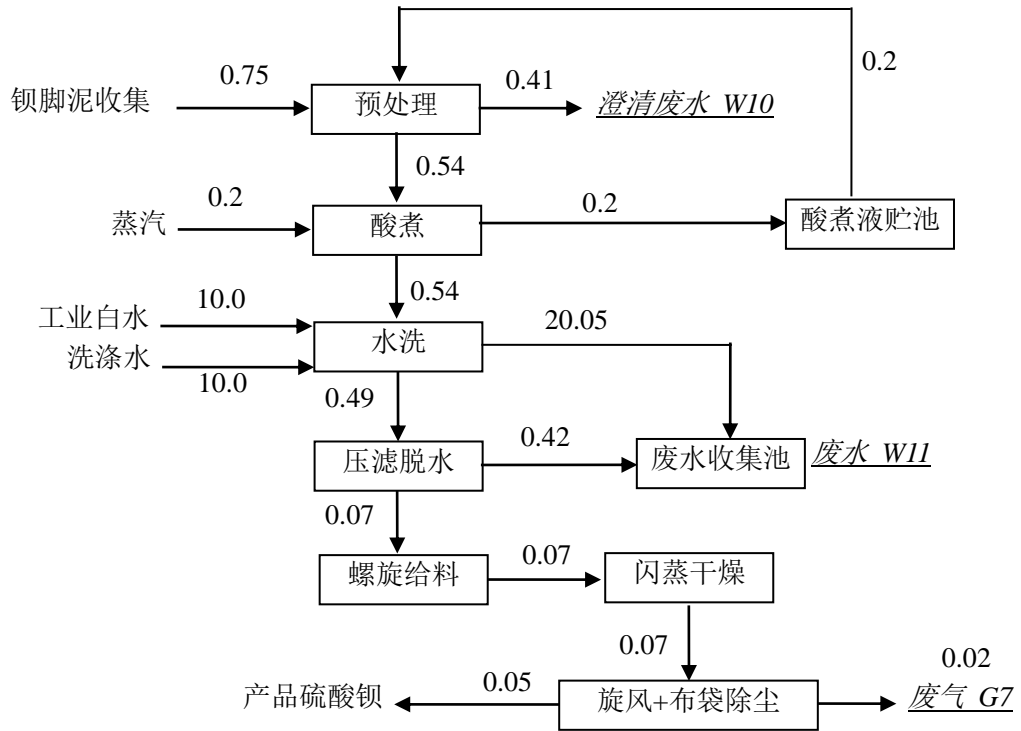 0.2
0.75
0.41
钡脚泥收集
预处理
澄清废水 W10
0.54
0.2
0.2
蒸汽
酸煮
酸煮液贮池
0.54
10.0
20.05
工业白水
水洗
洗涤水
10.0
0.49
0.42
压滤脱水
废水收集池
废水 W11
0.07
0.07
螺旋给料
闪蒸干燥
0.07
0.02
0.05
产品硫酸钡
旋风+布袋除尘
废气 G7